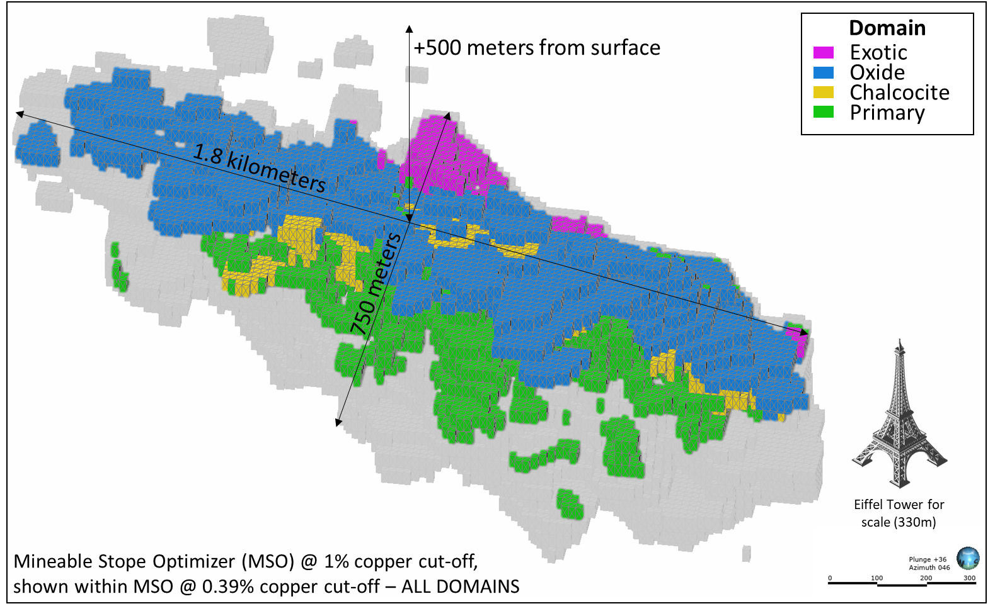 +500 meters from surface
Domain
Exotic
Oxide
Chalcocite
Primary
1.8 kilometers
750 meters
Eiffel Tower for
scale (330m)
Mineable Stope Optimizer (MSO) @ 1% copper cut-off,
shown within MSO @ 0.39% copper cut-off – ALL DOMAINS
Plunge +36
Azimuth 046
0 100 200 300